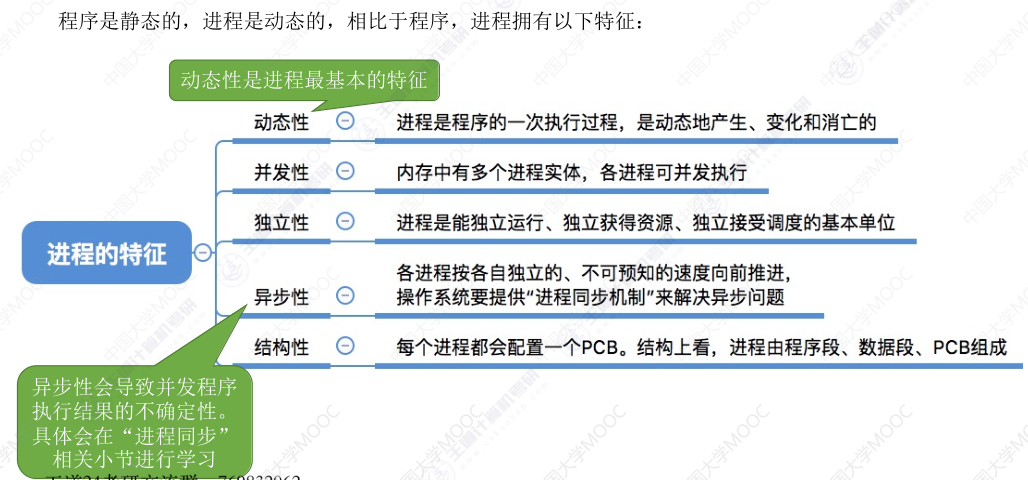 程序是静态的，进程是动态的，相比于程序，进程拥有以下特征：
动态性是进程最基本的特征
动态性
进程是程序的一次执行过程，是动态地产生、变化和消亡的
并发性
内存中有多个进程实体，各进程可并发执行
独立性
进程是能独立运行、独立获得资源、独立接受调度的基本单位
进程的特征
异步性
各进程按各自独立的、不可预知的速度向前推进，
操作系统要提供“进程同步机制”来解决异步问题
结构性
每个进程都会配置一个PCB。结构上看，进程由程序段、数据段、PCB组成
异步性会导致并发程序
执行结果的不确定性。
具体会在“进程同步”
相关小节进行学习
中国大学MOOC
王道计算机考研